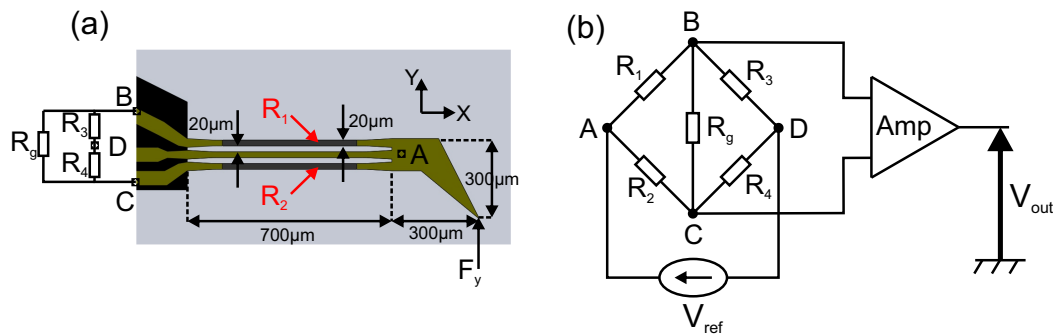 (a)
B
R3
Rg
D
R4
C
20μm
R1
20μm
Y
X
A
R2
300μm
700μm
300μm
Fy
(b)
B
R1
R3
A
Rg
D
R2
R4
C
Amp
Vout
Vref